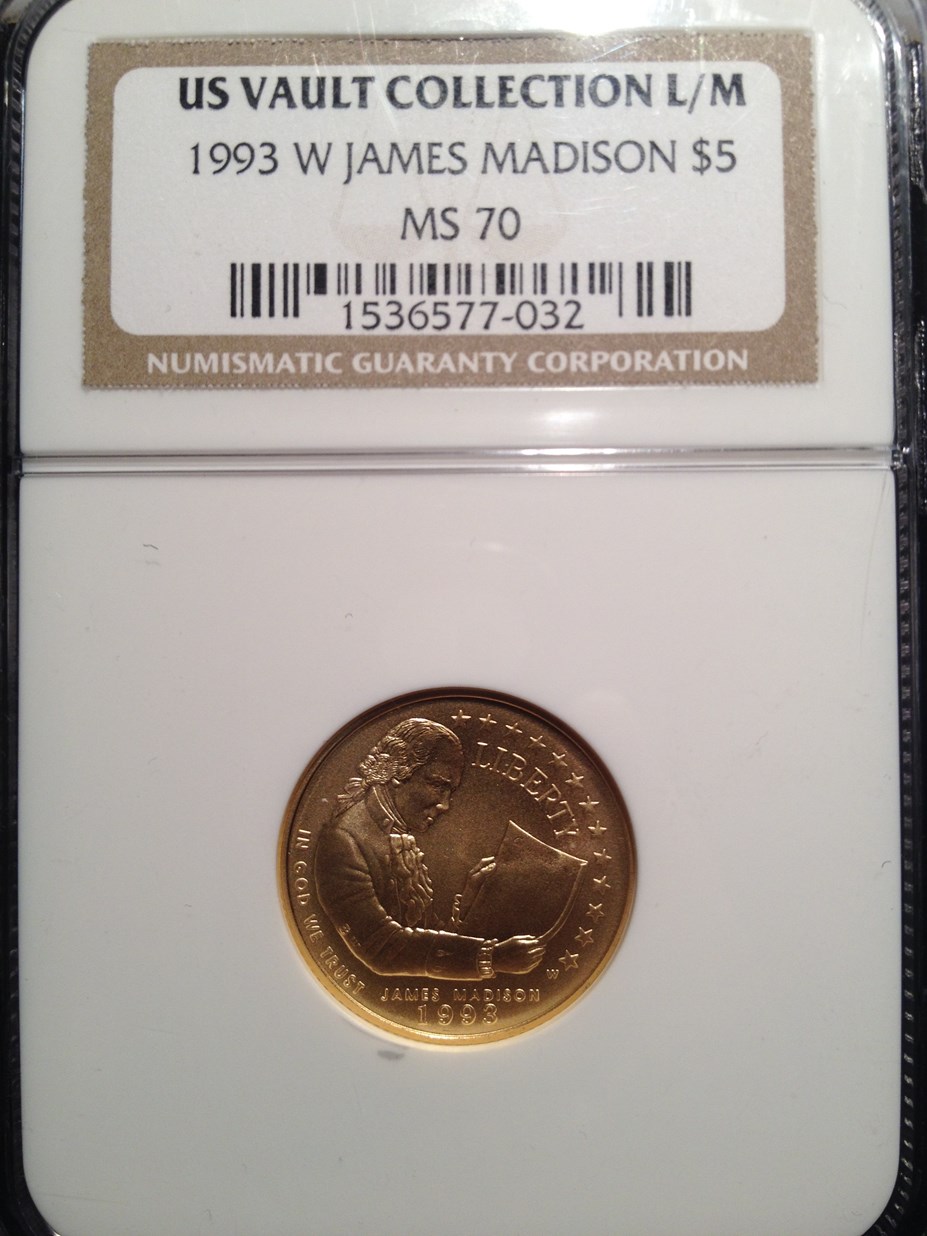 US VAULT COLLECTION L/M
1993 W JAMES MADISON $5
MS 70
1536577-032
NUMISMATIC GUARANTY CORPORATION
LIBERTY
IN GOD WE TRUST
W
JAMES MADISON
1993